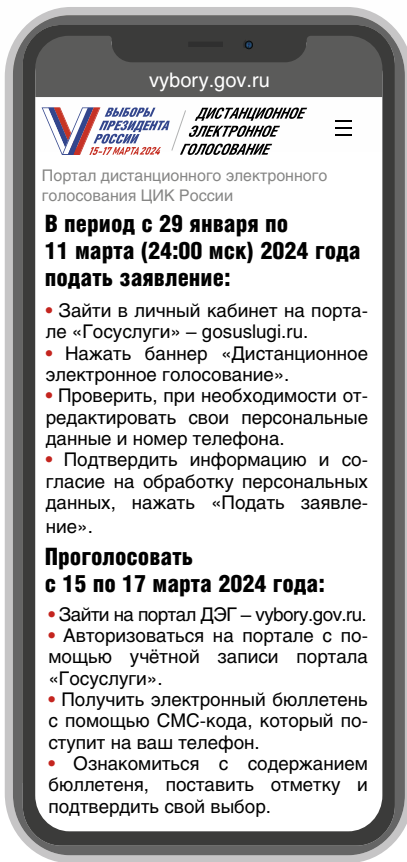 vybory.gov.ru
ВЫБОРЫ
ПРЕЗИДЕНТА
РОССИИ
15-17 МАРТА 2024
ДИСТАНЦИОННОЕ
ЭЛЕКТРОННОЕ
ГОЛОСОВАНИЕ
Портал дистанционного электронного
голосования ЦИК России
В период с 29 января по
11 марта (24:00 мск) 2024 года
подать заявление:
• Зайти в личный кабинет на порта-
ле «Госуслуги» – gosuslugi.ru.
• Нажать баннер «Дистанционное
электронное голосование».
• Проверить, при необходимости от-
редактировать свои персональные
данные и номер телефона.
• Подтвердить информацию и со-
гласие на обработку персональных
данных, нажать «Подать заявле-
ние».
Проголосовать
с 15 по 17 марта 2024 года:
• Зайти на портал ДЭГ – vybory.gov.ru.
• Авторизоваться на портале с по-
мощью учётной записи портала
«Госуслуги».
• Получить электронный бюллетень
с помощью СМС-кода, который по-
ступит на ваш телефон.
• Ознакомиться с содержанием
бюллетеня, поставить отметку и
подтвердить свой выбор.